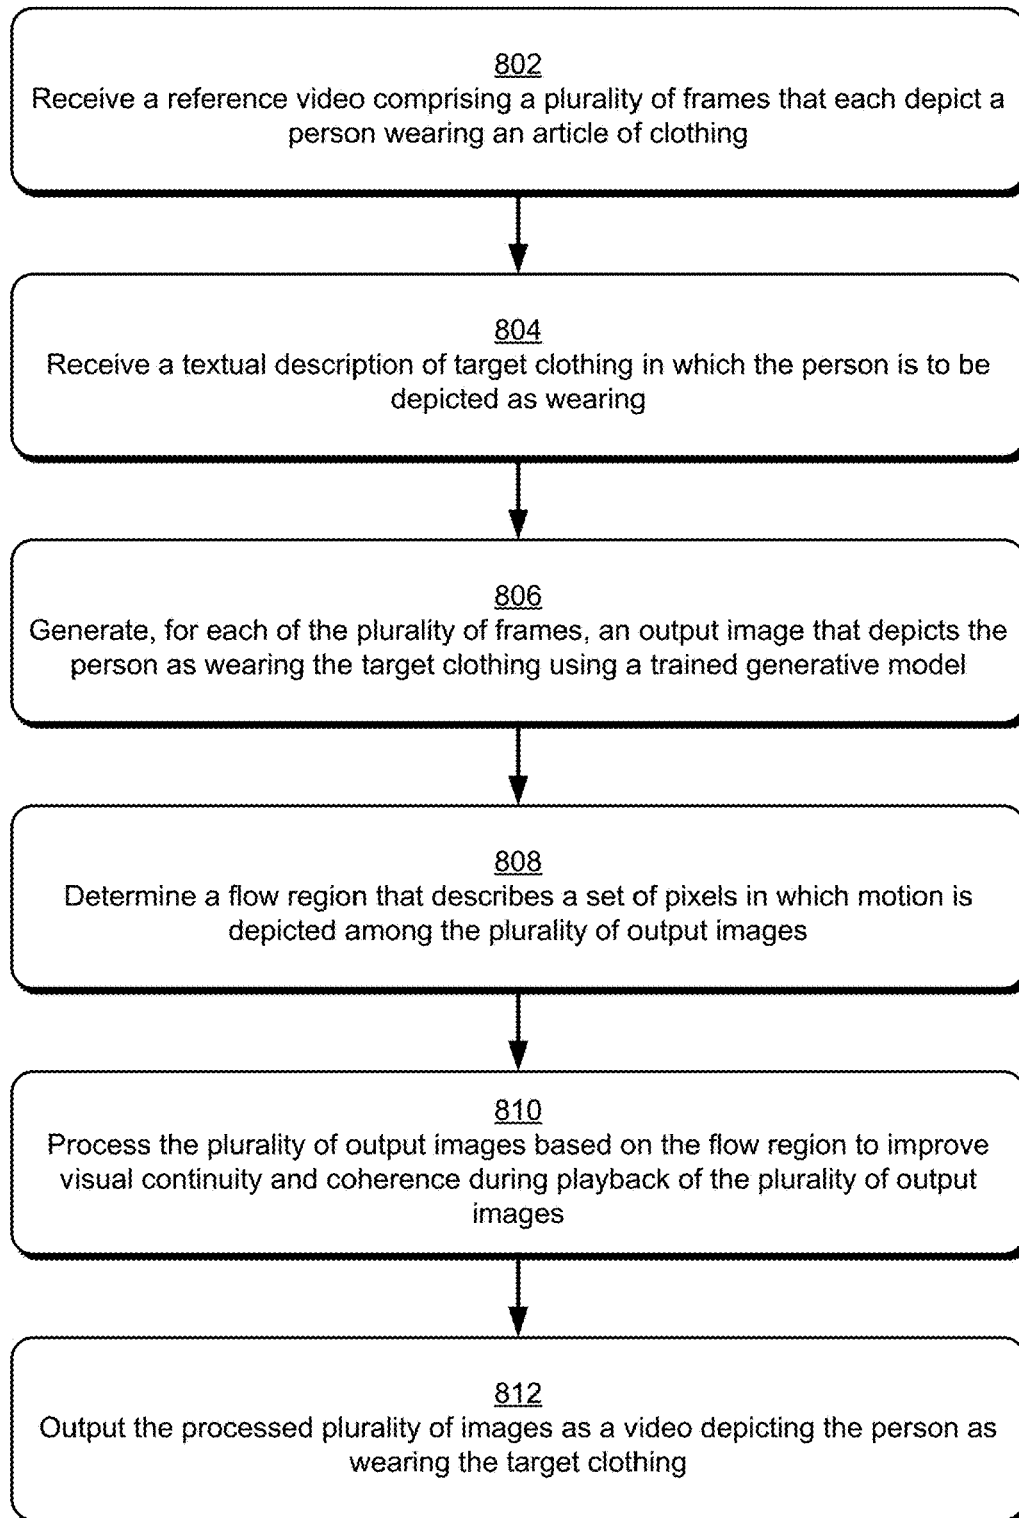 802
Receive a reference video comprising a plurality of frames that each depict a
person wearing an article of clothing
804
Receive a textual description of target clothing in which the person is to be
depicted as wearing
806
Generate, for each of the plurality of frames, an output image that depicts the
person as wearing the target clothing using a trained generative model
808
Determine a flow region that describes a set of pixels in which motion is
depicted among the plurality of output images
810
Process the plurality of output images based on the flow region to improve
visual continuity and coherence during playback of the plurality of output
images
812
Output the processed plurality of images as a video depicting the person as
wearing the target clothing